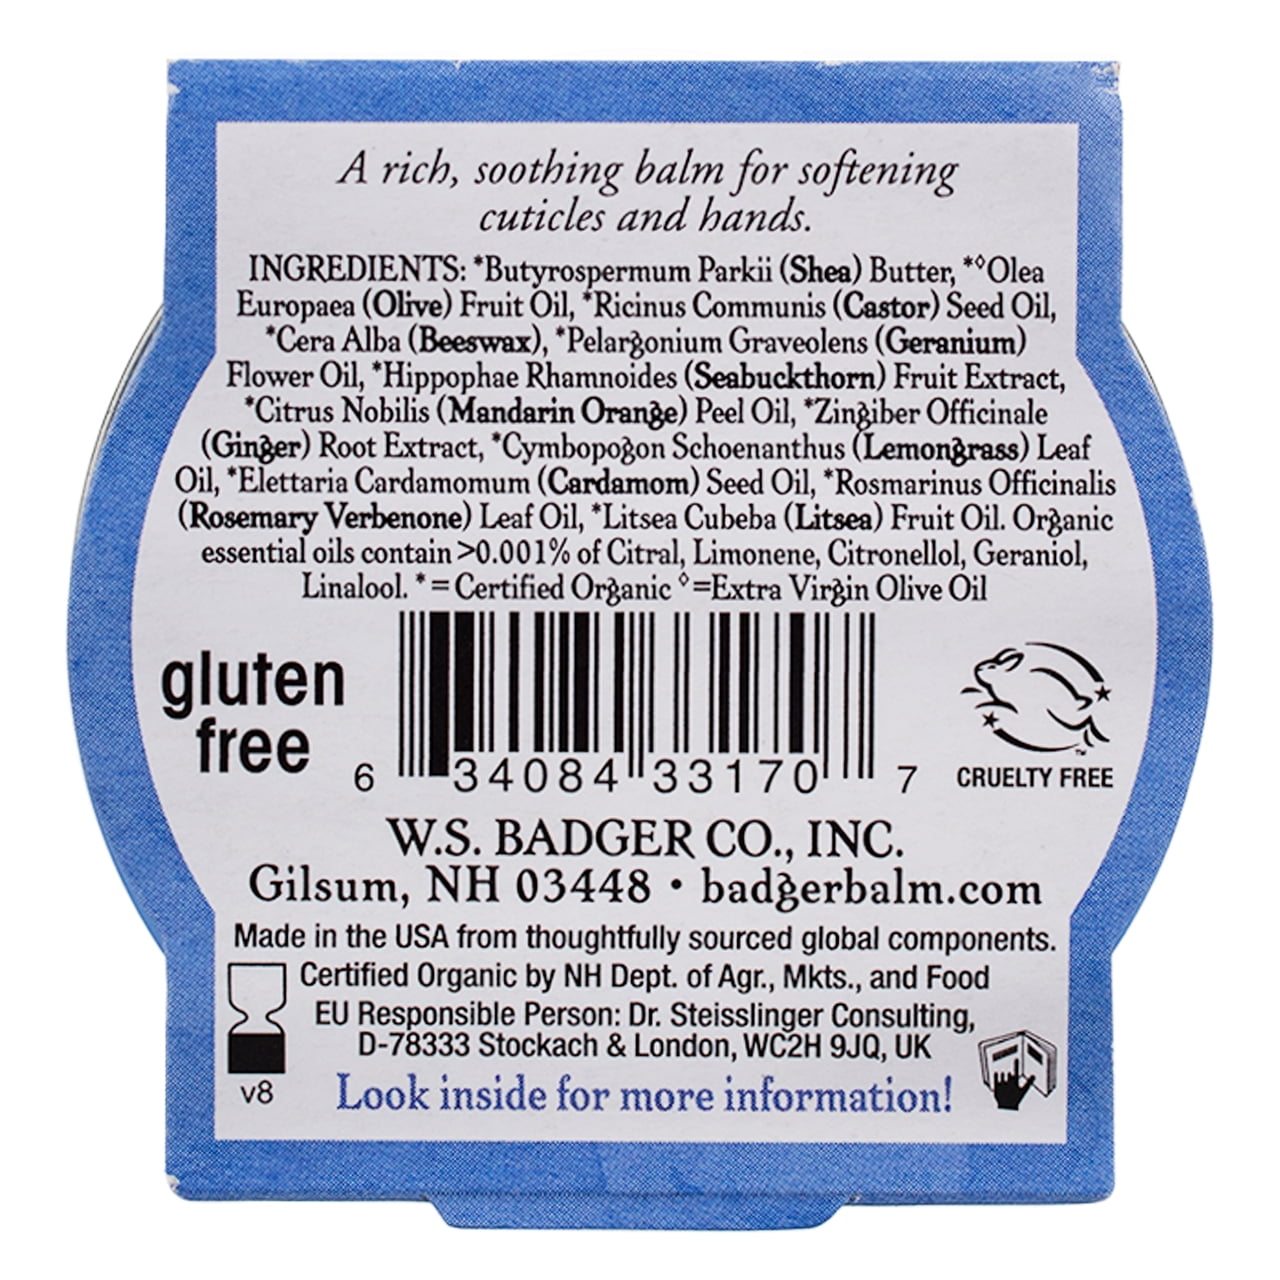 A rich, soothing balm for softening
cuticles and hands.
INGREDIENTS: *Butyrospermum Parkii (Shea) Butter, *◊Olea
Europaea (Olive) Fruit Oil, *Ricinus Communis (Castor) Seed Oil,
*Cera Alba (Beeswax), *Pelargonium Graveolens (Geranium)
Flower Oil, *Hippophae Rhamnoides (Seabuckthorn) Fruit Extract,
*Citrus Nobilis (Mandarin Orange) Peel Oil, *Zingiber Officinale
(Ginger) Root Extract, *Cymbopogon Schoenanthus (Lemongrass) Leaf
Oil, *Elettaria Cardamomum (Cardamom) Seed Oil, *Rosmarinus Officinalis
(Rosemary Verbenone) Leaf Oil, *Litsea Cubeba (Litsea) Fruit Oil. Organic
essential oils contain >0.001% of Citral, Limonene, Citronellol, Geraniol,
Linalool. * = Certified Organic ◊=Extra Virgin Olive Oil
gluten
free
6 34084 33170 7
TM
CRUELTY FREE
W.S. BADGER CO., INC.
Gilsum, NH 03448 • badgerbalm.com
Made in the USA from thoughtfully sourced global components.
Certified Organic by NH Dept. of Agr., Mkts., and Food
EU Responsible Person: Dr. Steisslinger Consulting,
D-78333 Stockach & London, WC2H 9JQ, UK
v8
Look inside for more information!